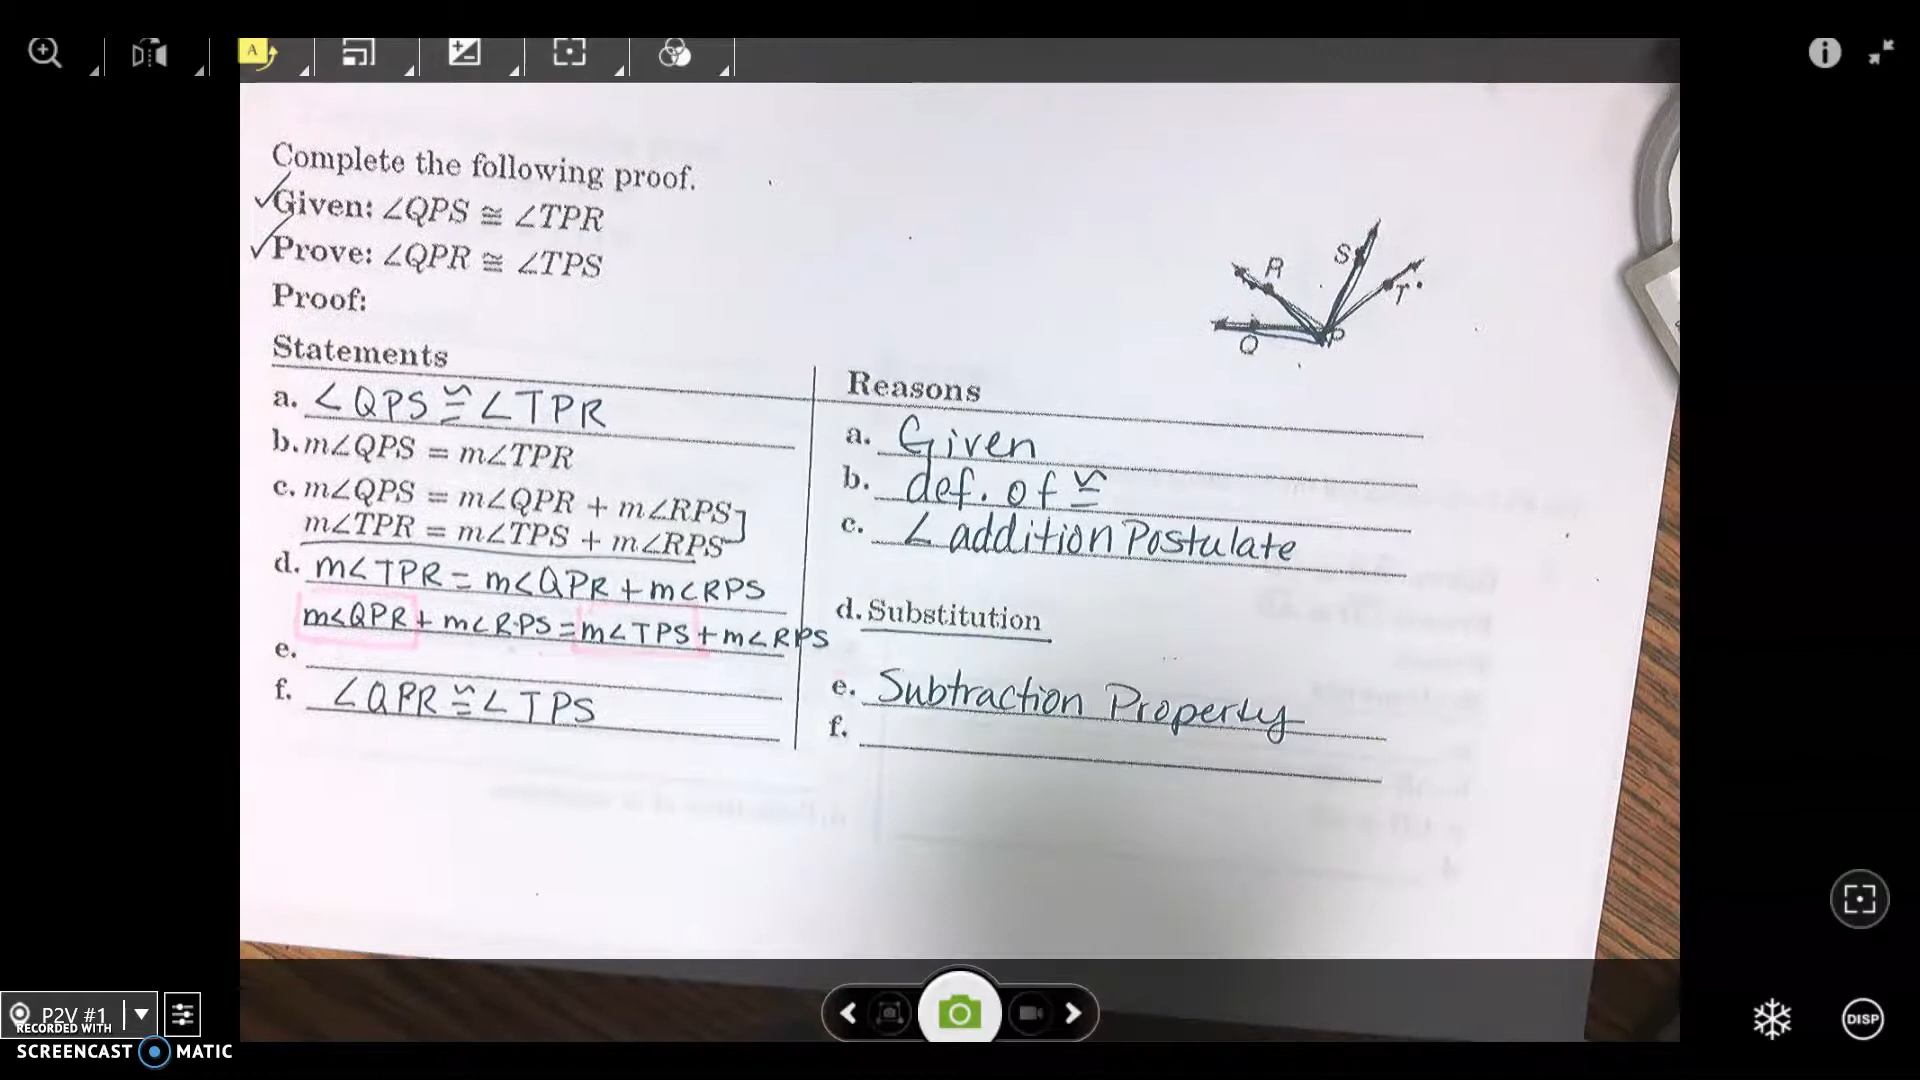 A
Complete the following proof.
Given: ∠QPS ≅ ∠TPR
Prove: ∠QPR ≅ ∠TPS
Proof:
R
S
T
Q
P
Statements
Reasons
a. ∠QPS ≅ ∠TPR
a. Given
b. m∠QPS = m∠TPR
b. def. of ≅
c. m∠QPS = m∠QPR + m∠RPS
m∠TPR = m∠TPS + m∠RPS
c. ∠ addition Postulate
d. m∠TPR = m∠QPR + m∠RPS
m∠QPR + m∠RPS = m∠TPS + m∠RPS
d. Substitution
e.
e. Subtraction Property
f. ∠QPR ≅ ∠TPS
f.
P2V #1
RECORDED WITH
SCREENCAST MATIC
DISP